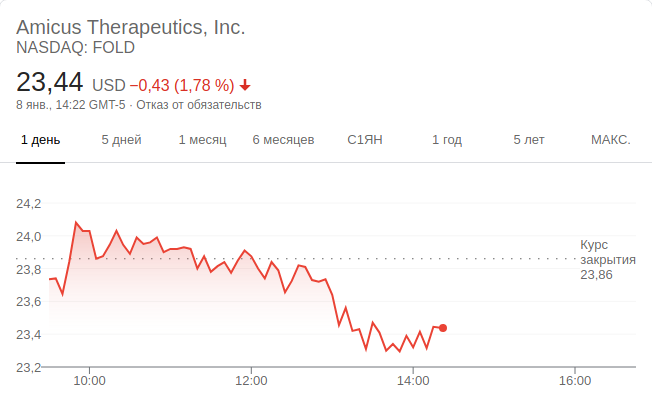 Amicus Therapeutics, Inc.
NASDAQ: FOLD
23,44 USD −0,43 (1,78 %)
8 янв., 14:22 GMT-5 · Отказ от обязательств
1 день 5 дней 1 месяц 6 месяцев С1ЯН 1 год 5 лет МАКС.
24,2
24,0
23,8
23,6
23,4
23,2
Курс
закрытия
23,86
10:00 12:00 14:00 16:00